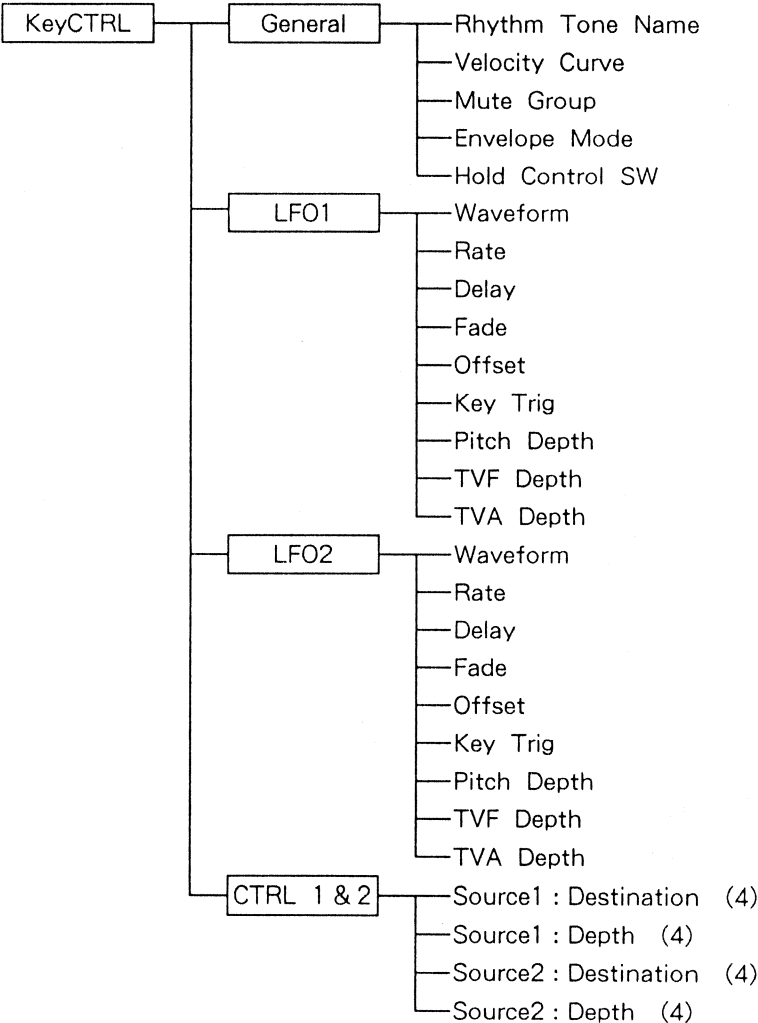 KeyCTRL General Rhythm Tone Name
Velocity Curve
Mute Group
Envelope Mode
Hold Control SW
LFO1 Waveform
Rate
Delay
Fade
Offset
Key Trig
Pitch Depth
TVF Depth
TVA Depth
LFO2 Waveform
Rate
Delay
Fade
Offset
Key Trig
Pitch Depth
TVF Depth
TVA Depth
CTRL 1 & 2 Source1 : Destination (4)
Source1 : Depth (4)
Source2 : Destination (4)
Source2 : Depth (4)